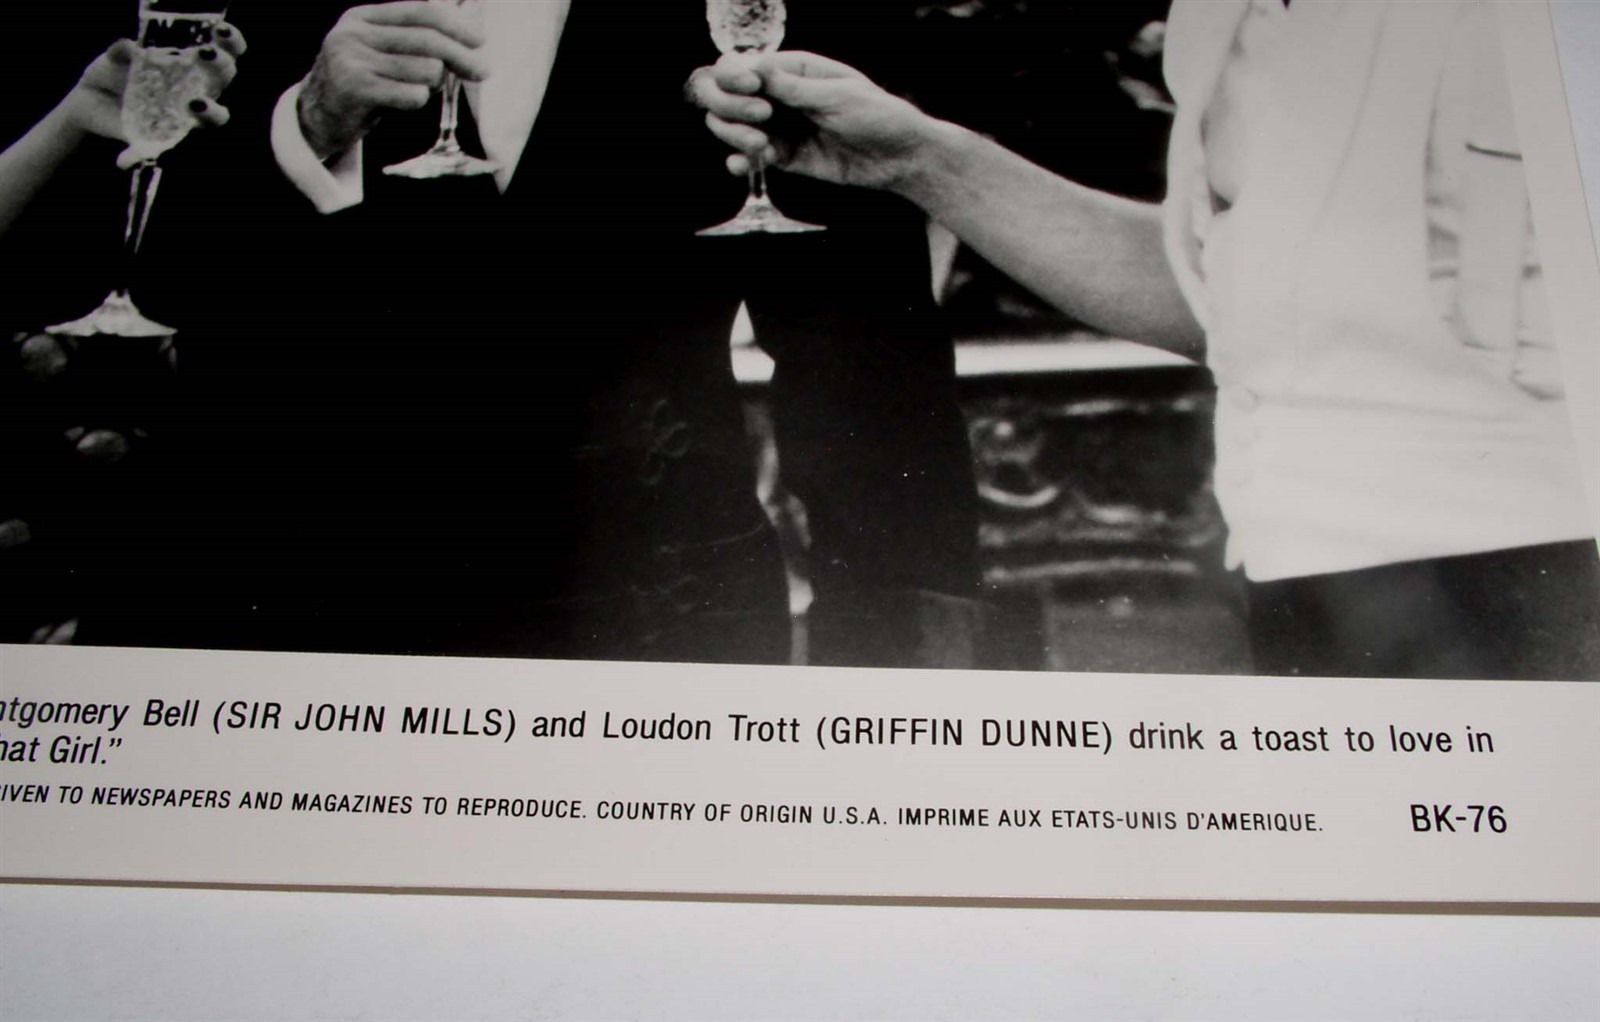 ntgomery Bell (SIR JOHN MILLS) and Loudon Trott (GRIFFIN DUNNE) drink a toast to love in
hat Girl."
IVEN TO NEWSPAPERS AND MAGAZINES TO REPRODUCE. COUNTRY OF ORIGIN U.S.A. IMPRIME AUX ETATS-UNIS D'AMERIQUE. BK-76